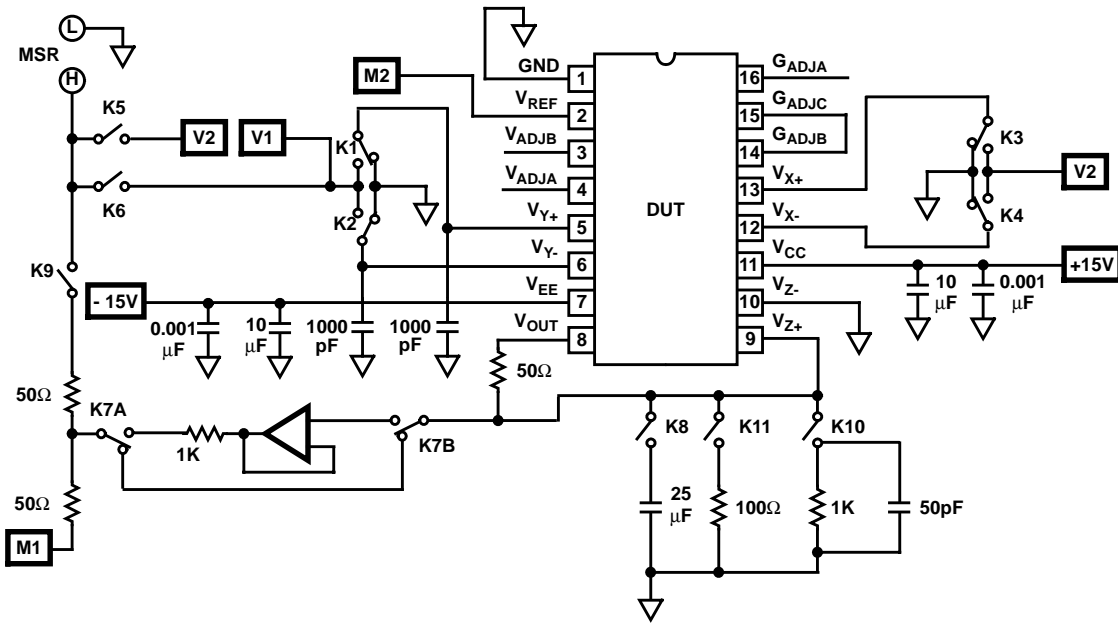 L
MSR
H
K5
V2
V1
K6
K9
M2
K1
K2
GND
VREF
VADJB
VADJA
VY+
VY-
VEE
VOUT
1
2
3
4
5
6
7
8
DUT
16
15
14
13
12
11
10
9
GADJA
GADJC
GADJB
VX+
VX-
VCC
VZ-
VZ+
K3
K4
V2
+15V
10
μF
0.001
μF
- 15V
0.001
μF
10
μF
1000
pF
1000
pF
50Ω
50Ω
K7A
1K
K7B
50Ω
M1
K8
K11
K10
25
μF
100Ω
1K
50pF